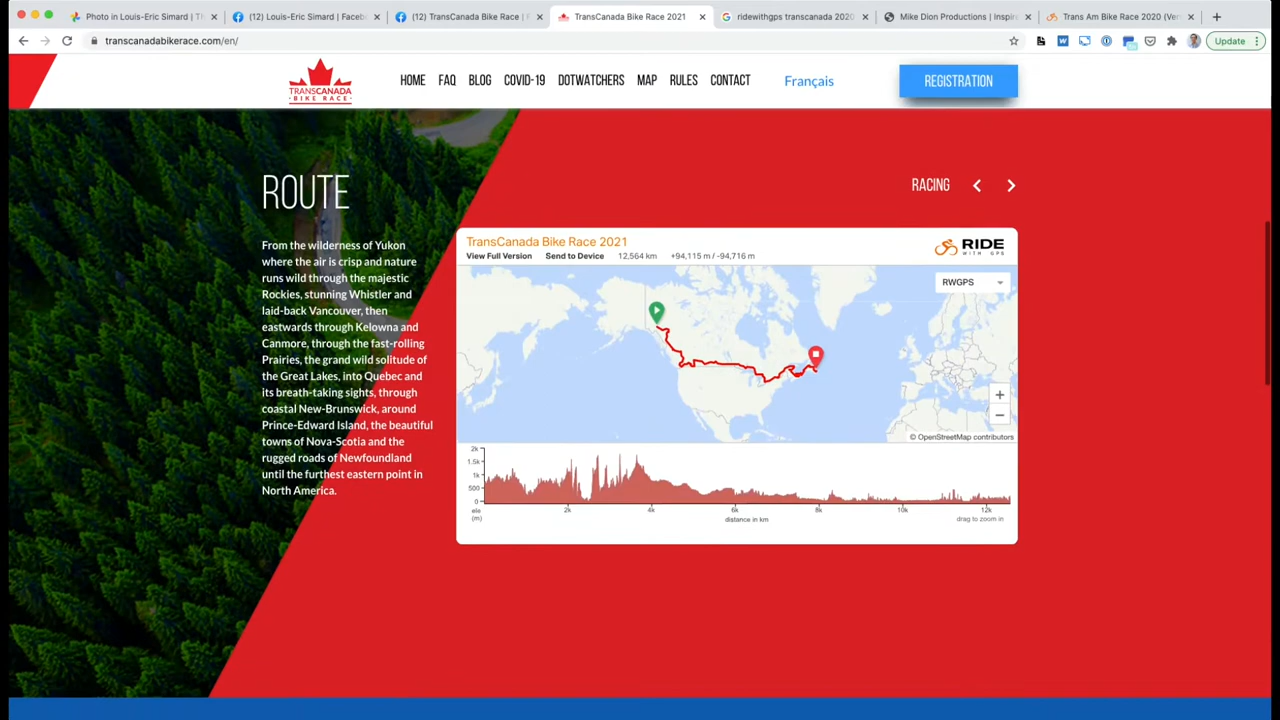 Photo in Louis-Eric Simard | Th
(12) Louis-Eric Simard | Faceb
(12) TransCanada Bike Race | F
TransCanada Bike Race 2021
ridewithgps transcanada 2020
Mike Dion Productions | Inspire
Trans Am Bike Race 2020 (Ver
transcanadabikerace.com/en/
Update
TRANSCANADA
BIKE RACE
HOME
FAQ
BLOG
COVID-19
DOTWATCHERS
MAP
RULES
CONTACT
Français
REGISTRATION
ROUTE
From the wilderness of Yukon
where the air is crisp and nature
runs wild through the majestic
Rockies, stunning Whistler and
laid-back Vancouver, then
eastwards through Kelowna and
Canmore, through the fast-rolling
Prairies, the grand wild solitude of
the Great Lakes, into Quebec and
its breath-taking sights, through
coastal New-Brunswick, around
Prince-Edward Island, the beautiful
towns of Nova-Scotia and the
rugged roads of Newfoundland
until the furthest eastern point in
North America.
RACING
TransCanada Bike Race 2021
View Full Version
Send to Device
12,564 km
+94,115 m / -94,716 m
RIDE
WITH GPS
RWGPS
+
−
© OpenStreetMap contributors
2k
1.5k
1k
500
0
ele
(m)
2k
4k
6k
8k
10k
12k
distance in km
drag to zoom in